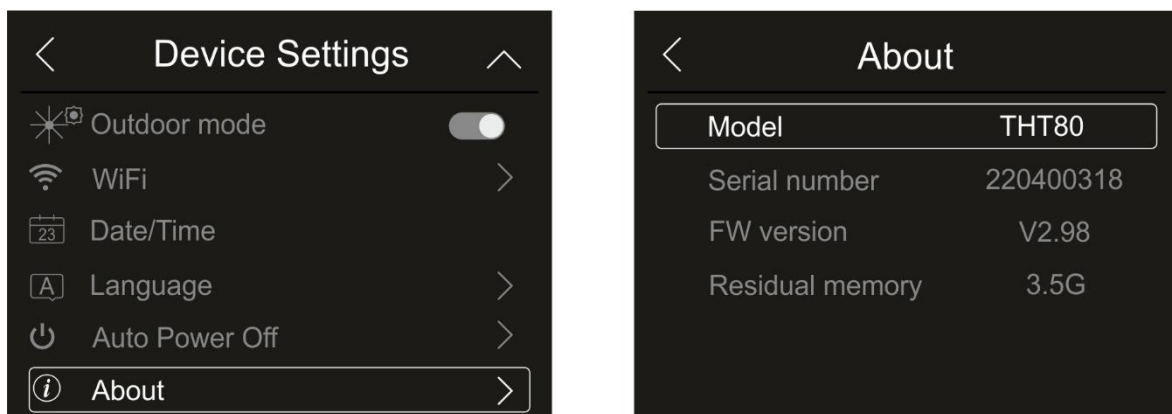 Device Settings
Outdoor mode
WiFi
23 Date/Time
A Language
Auto Power Off
i About
About
Model THT80
Serial number 220400318
FW version V2.98
Residual memory 3.5G